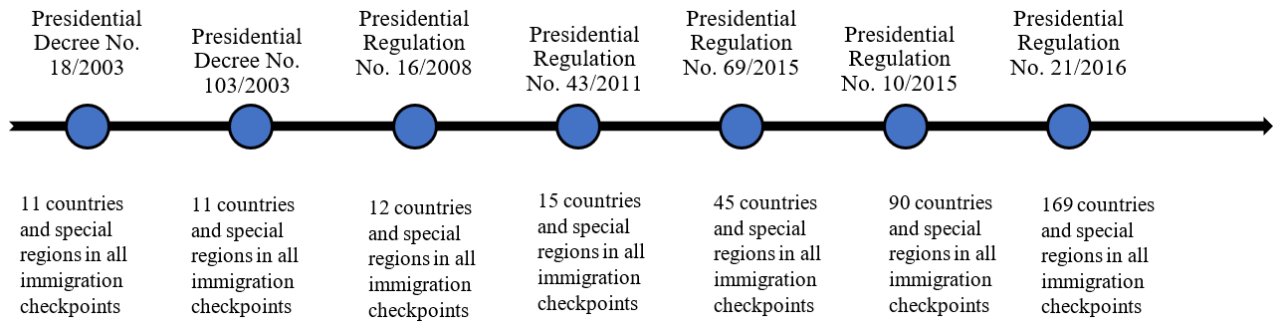 Presidential
Decree No.
18/2003
Presidential
Decree No.
103/2003
Presidential
Regulation
No. 16/2008
Presidential
Regulation
No. 43/2011
Presidential
Regulation
No. 69/2015
Presidential
Regulation
No. 10/2015
Presidential
Regulation
No. 21/2016
11 countries
and special
regions in all
immigration
checkpoints
11 countries
and special
regions in all
immigration
checkpoints
12 countries
and special
regions in all
immigration
checkpoints
15 countries
and special
regions in all
immigration
checkpoints
45 countries
and special
regions in all
immigration
checkpoints
90 countries
and special
regions in all
immigration
checkpoints
169 countries
and special
regions in all
immigration
checkpoints